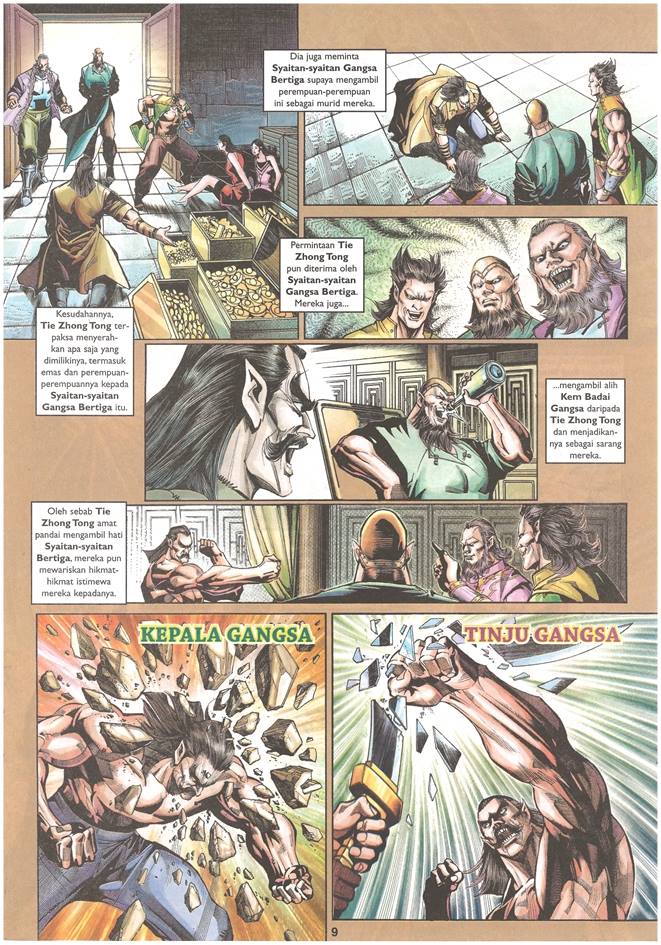 Kesudahannya,
Tie Zhong Tong ter-
paksa menyerah-
kan apa saja yang
dimilikinya, termasuk
emas dan perempuan-
perempuannya kepada
Syaitan-syaitan
Gangsa Bertiga itu.
Dia juga meminta
Syaitan-syaitan Gangsa
Bertiga supaya mengambil
perempuan-perempuan
ini sebagai murid mereka.
Permintaan Tie
Zhong Tong
pun diterima oleh
Syaitan-syaitan
Gangsa Bertiga.
Mereka juga...
...mengambil alih
Kem Badai
Gangsa daripada
Tie Zhong Tong
dan menjadikan-
nya sebagai sarang
mereka.
Oleh sebab Tie
Zhong Tong amat
pandai mengambil hati
Syaitan-syaitan
Bertiga, mereka pun
mewariskan hikmat-
hikmat istimewa
mereka kepadanya.
KEPALA GANGSA
TINJU GANGSA
9